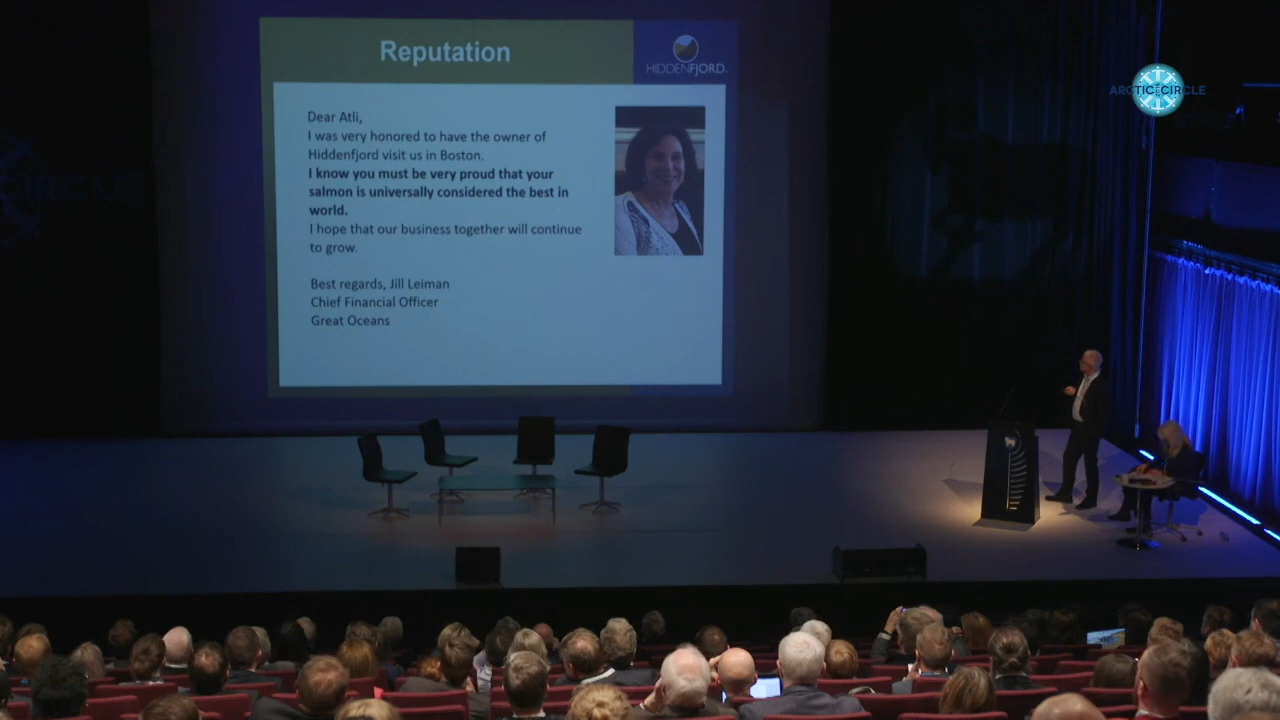 Reputation
HIDDENFJORD
ARCTIC CIRCLE
Dear Atli,
I was very honored to have the owner of
Hiddenfjord visit us in Boston.
I know you must be very proud that your
salmon is universally considered the best in
world.
I hope that our business together will continue
to grow.
Best regards, Jill Leiman
Chief Financial Officer
Great Oceans